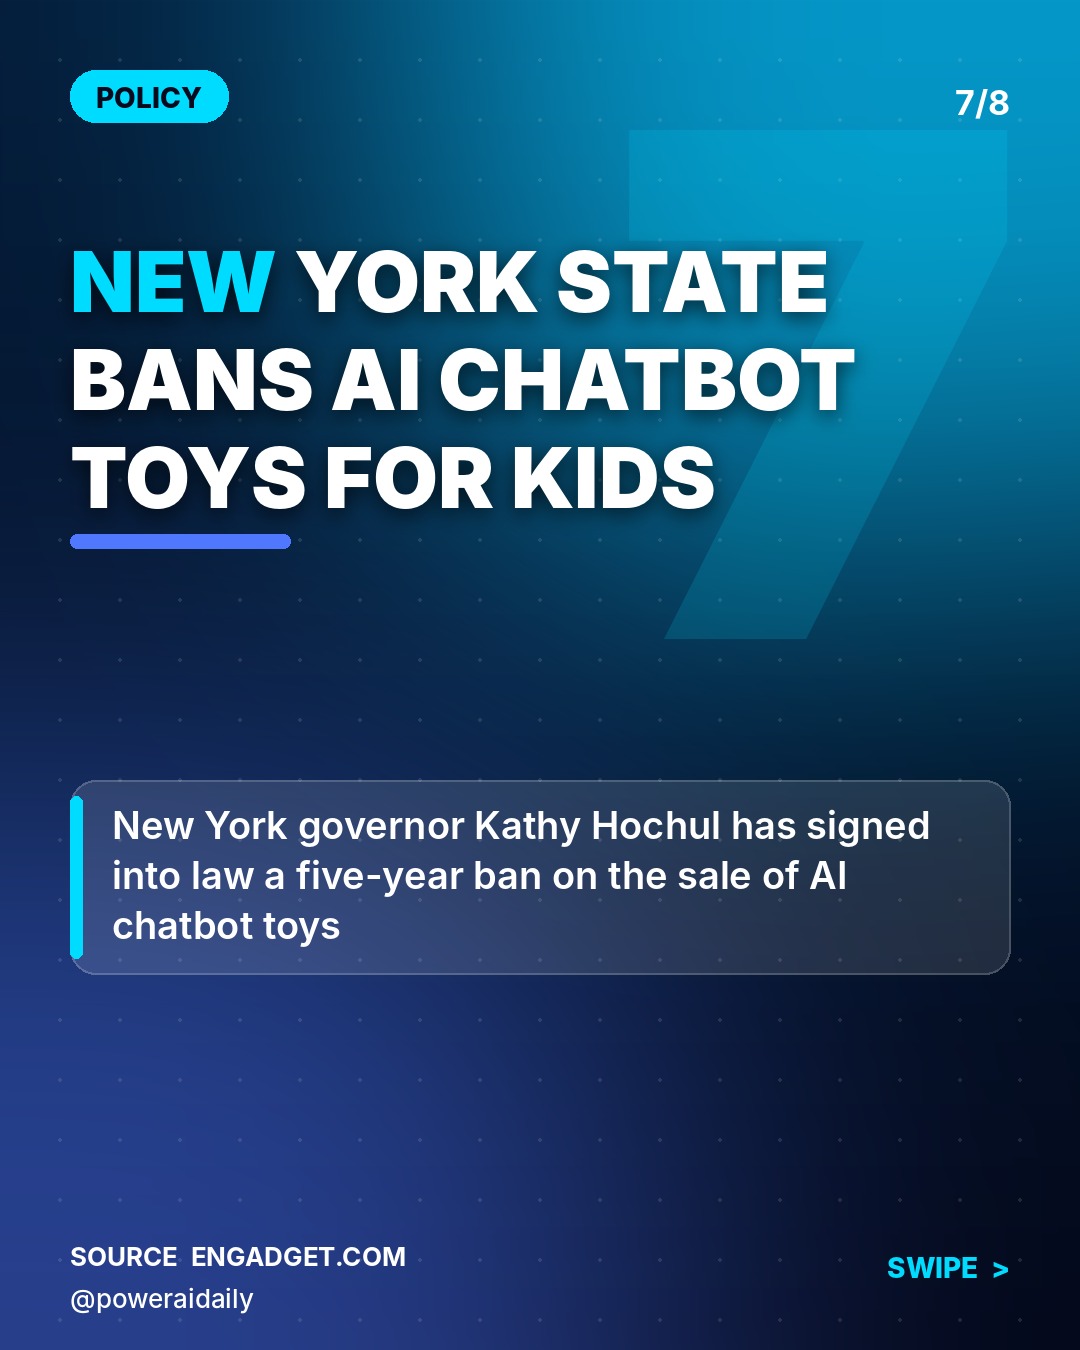 POLICY
7/8
7
NEW YORK STATE
BANS AI CHATBOT
TOYS FOR KIDS
New York governor Kathy Hochul has signed
into law a five-year ban on the sale of AI
chatbot toys
SOURCE ENGADGET.COM
@poweraidaily
SWIPE >